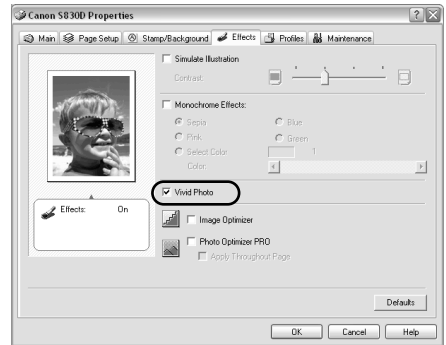 Canon S830D Properties
Main Page Setup Stamp/Background Effects Profiles Maintenance
Simulate Illustration
Contrast:
Monochrome Effects:
Sepia Blue
Pink Green
Select Color 1
Color:
Vivid Photo
Effects: On
Image Optimizer
Photo Optimizer PRO
Apply Throughout Page
Defaults
OK Cancel Help